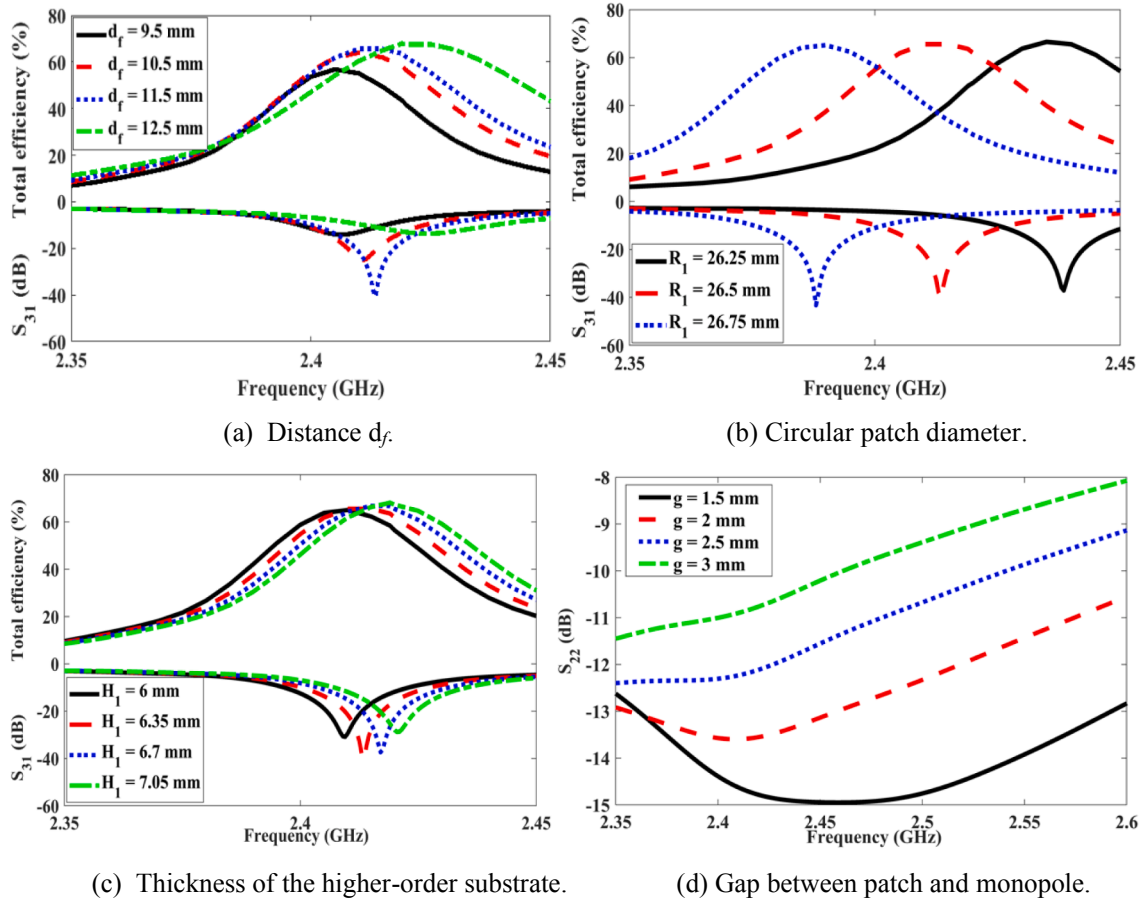 80
60
40
20
0
-20
-40
-60
Total efficiency (%)
S31 (dB)
df = 9.5 mm
df = 10.5 mm
df = 11.5 mm
df = 12.5 mm
2.35 2.4 2.45
Frequency (GHz)
(a) Distance df.
80
60
40
20
0
-20
-40
-60
Total efficiency (%)
S31 (dB)
R1 = 26.25 mm
R1 = 26.5 mm
R1 = 26.75 mm
2.35 2.4 2.45
Frequency (GHz)
(b) Circular patch diameter.
80
60
40
20
0
-20
-40
-60
Total efficiency (%)
S31 (dB)
H1 = 6 mm
H1 = 6.35 mm
H1 = 6.7 mm
H1 = 7.05 mm
2.35 2.4 2.45
Frequency (GHz)
(c) Thickness of the higher-order substrate.
-8
-9
-10
-11
-12
-13
-14
-15
S22 (dB)
g = 1.5 mm
g = 2 mm
g = 2.5 mm
g = 3 mm
2.35 2.4 2.45 2.5 2.55 2.6
Frequency (GHz)
(d) Gap between patch and monopole.